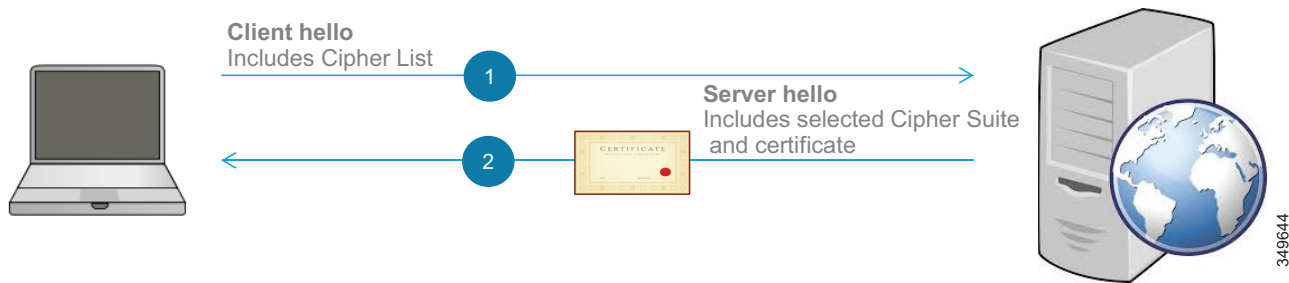 Client hello
Includes Cipher List
1
Server hello
Includes selected Cipher Suite
and certificate
2
CERTIFICATE
349644